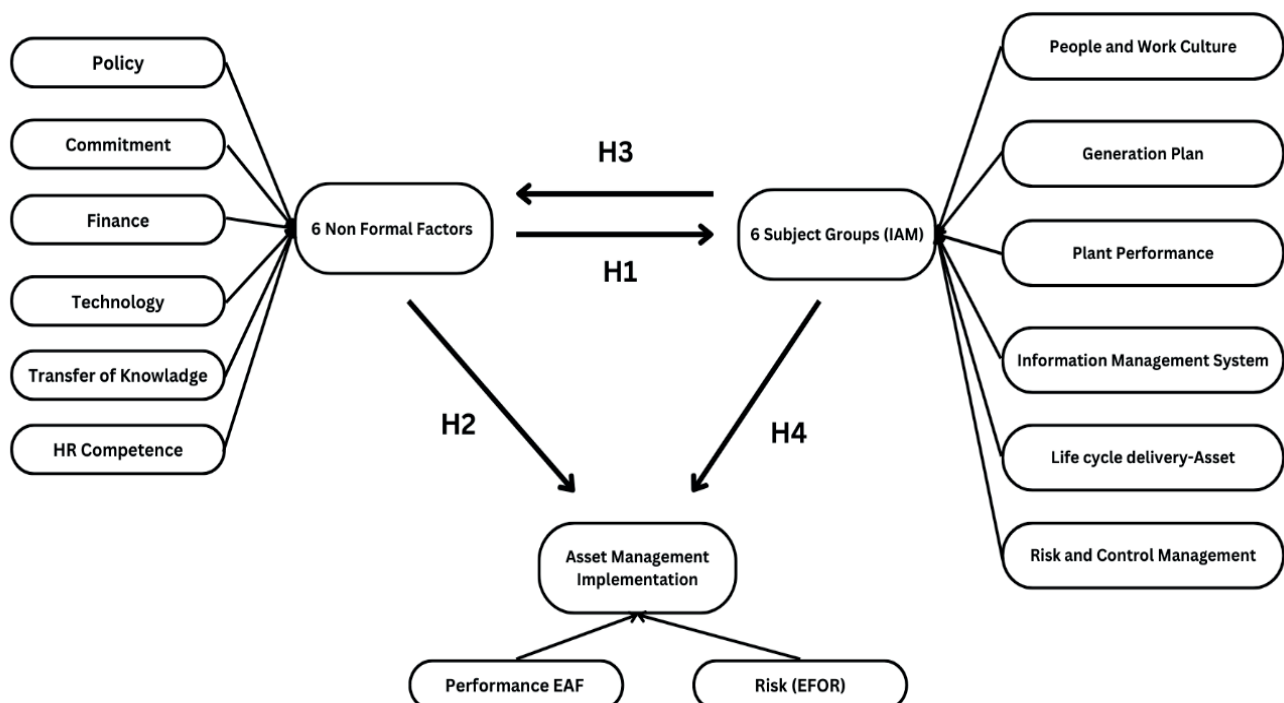 Policy
Commitment
Finance
Technology
Transfer of Knowladge
HR Competence
6 Non Formal Factors
H3
H1
6 Subject Groups (IAM)
People and Work Culture
Generation Plan
Plant Performance
Information Management System
Life cycle delivery-Asset
Risk and Control Management
H2
H4
Asset Management
Implementation
Performance EAF
Risk (EFOR)